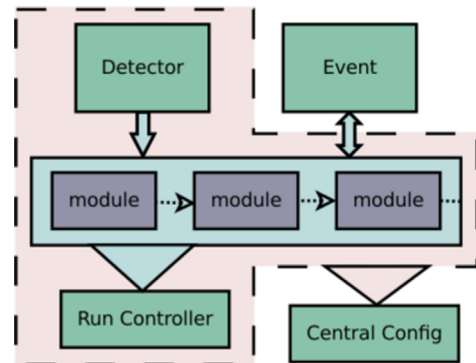 Detector
Event
module
module
module
Run Controller
Central Config